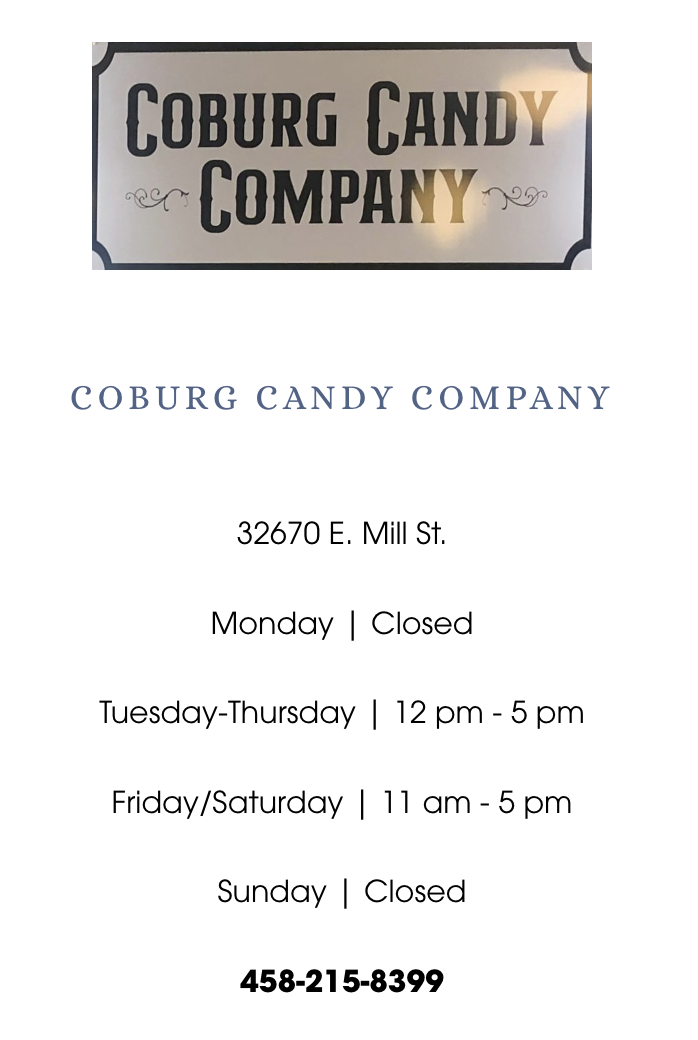 COBURG CANDY
COMPANY
COBURG CANDY COMPANY
32670 E. Mill St.
Monday | Closed
Tuesday-Thursday | 12 pm - 5 pm
Friday/Saturday | 11 am - 5 pm
Sunday | Closed
458-215-8399